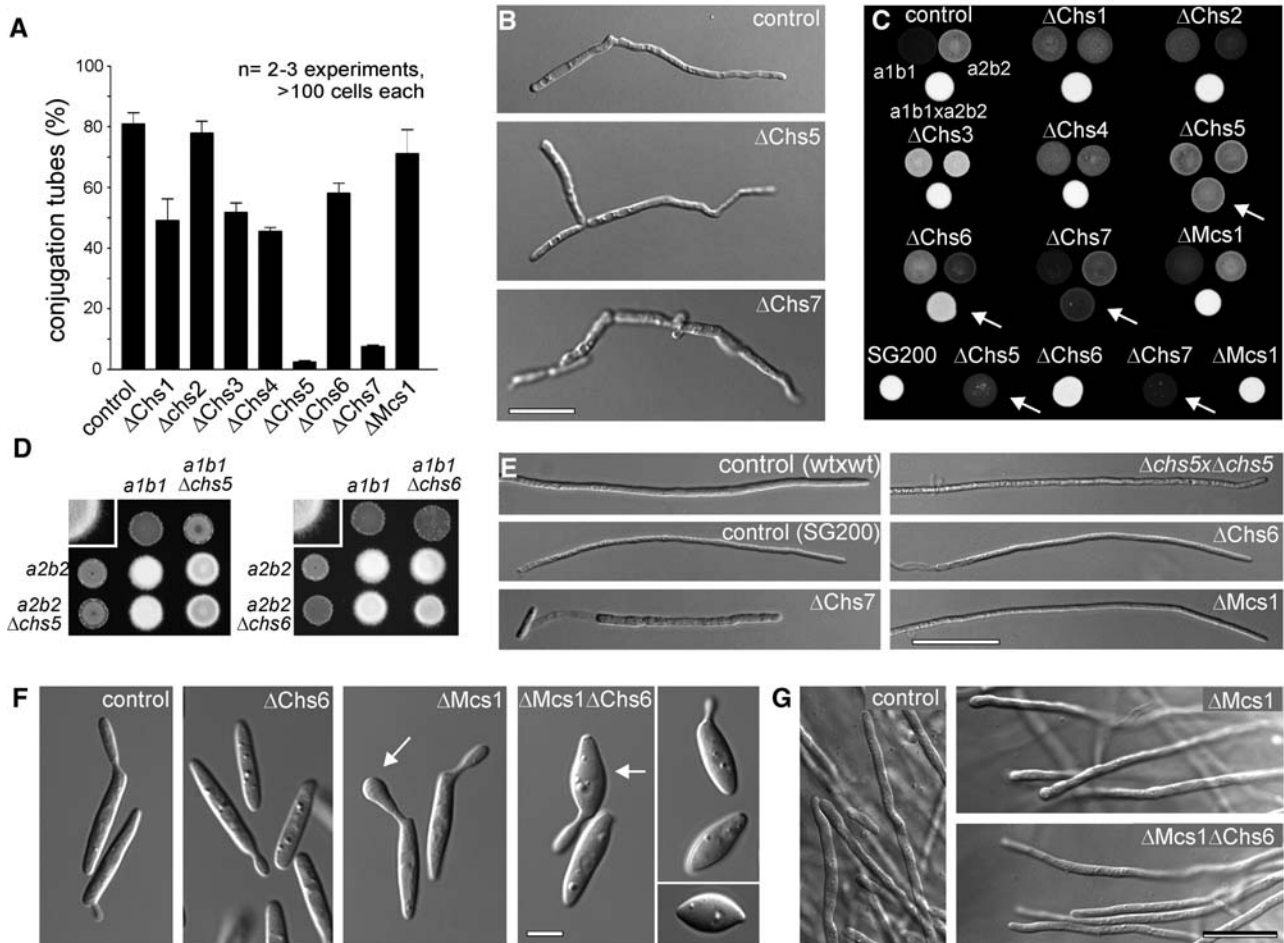 A
n= 2-3 experiments,
>100 cells each
conjugation tubes (%)
100
80
60
40
20
0
control
ΔChs1
Δchs2
ΔChs3
ΔChs4
ΔChs5
ΔChs6
ΔChs7
ΔMcs1
B
control
ΔChs5
ΔChs7
C
control
ΔChs1
ΔChs2
a1b1
a2b2
a1b1xa2b2
ΔChs3
ΔChs4
ΔChs5
ΔChs6
ΔChs7
ΔMcs1
SG200
ΔChs5
ΔChs6
ΔChs7
ΔMcs1
D
a1b1
a1b1
Δchs5
a2b2
a2b2
Δchs5
a1b1
a1b1
Δchs6
a2b2
a2b2
Δchs6
E
control (wtxwt)
Δchs5xΔchs5
control (SG200)
ΔChs6
ΔChs7
ΔMcs1
F
control
ΔChs6
ΔMcs1
ΔMcs1ΔChs6
G
control
ΔMcs1
ΔMcs1ΔChs6